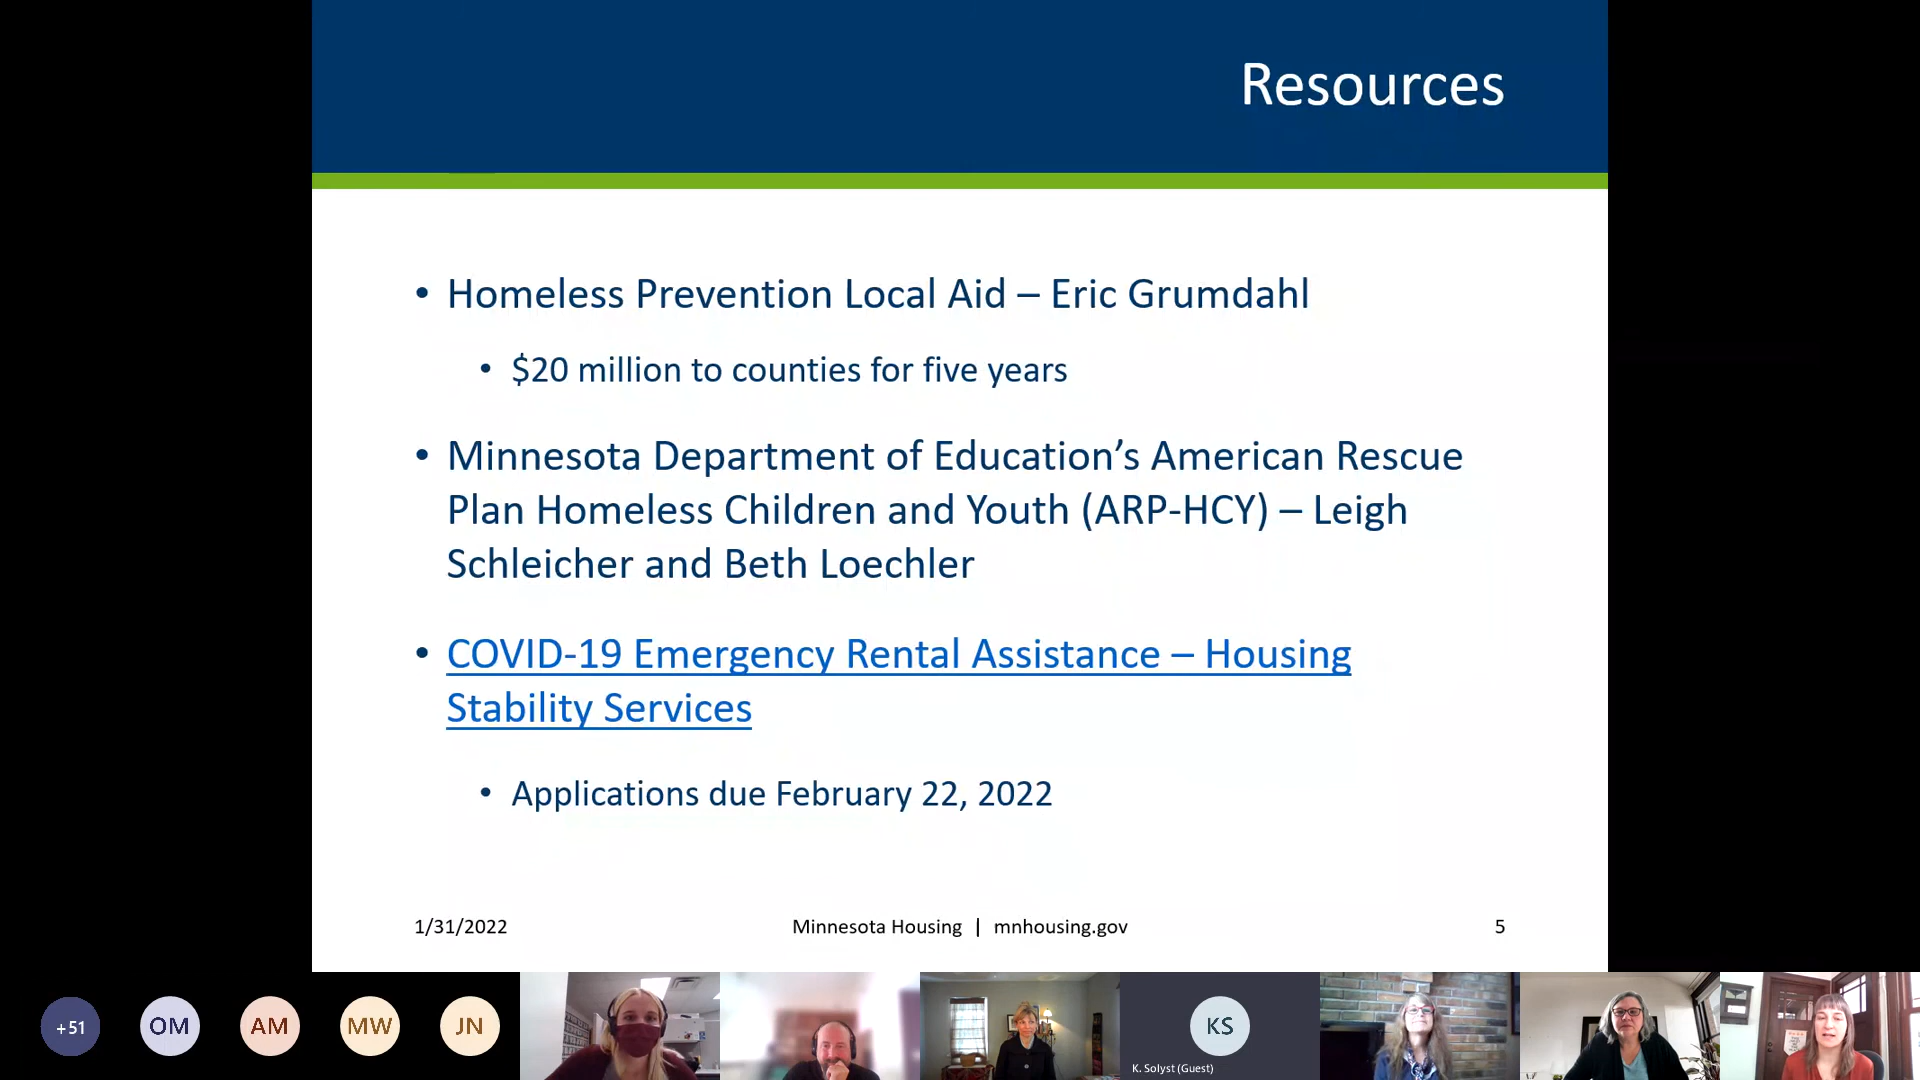 Resources
• Homeless Prevention Local Aid – Eric Grumdahl
• $20 million to counties for five years
• Minnesota Department of Education’s American Rescue
Plan Homeless Children and Youth (ARP-HCY) – Leigh
Schleicher and Beth Loechler
• COVID-19 Emergency Rental Assistance – Housing
Stability Services
• Applications due February 22, 2022
1/31/2022
Minnesota Housing | mnhousing.gov
5
+51
OM
AM
MW
JN
KS
K. Solyst (Guest)